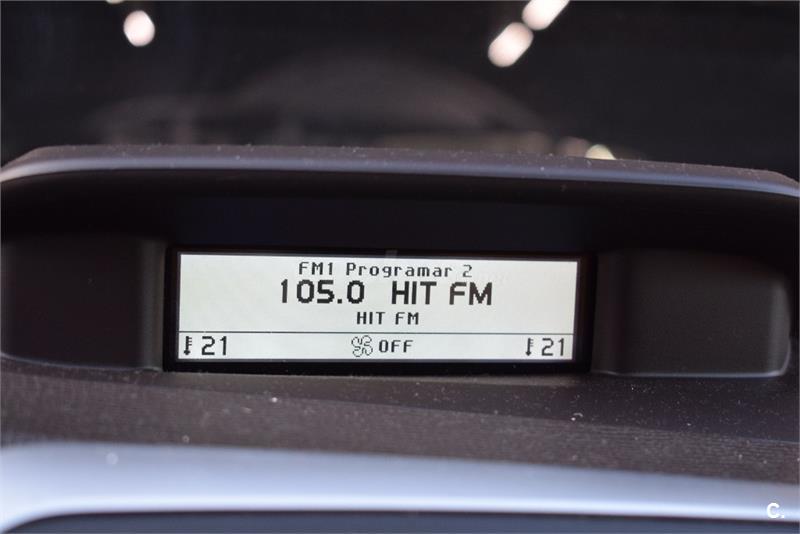 FM1 Programar 2
105.0 HIT FM
HIT FM
21 OFF 21
C.